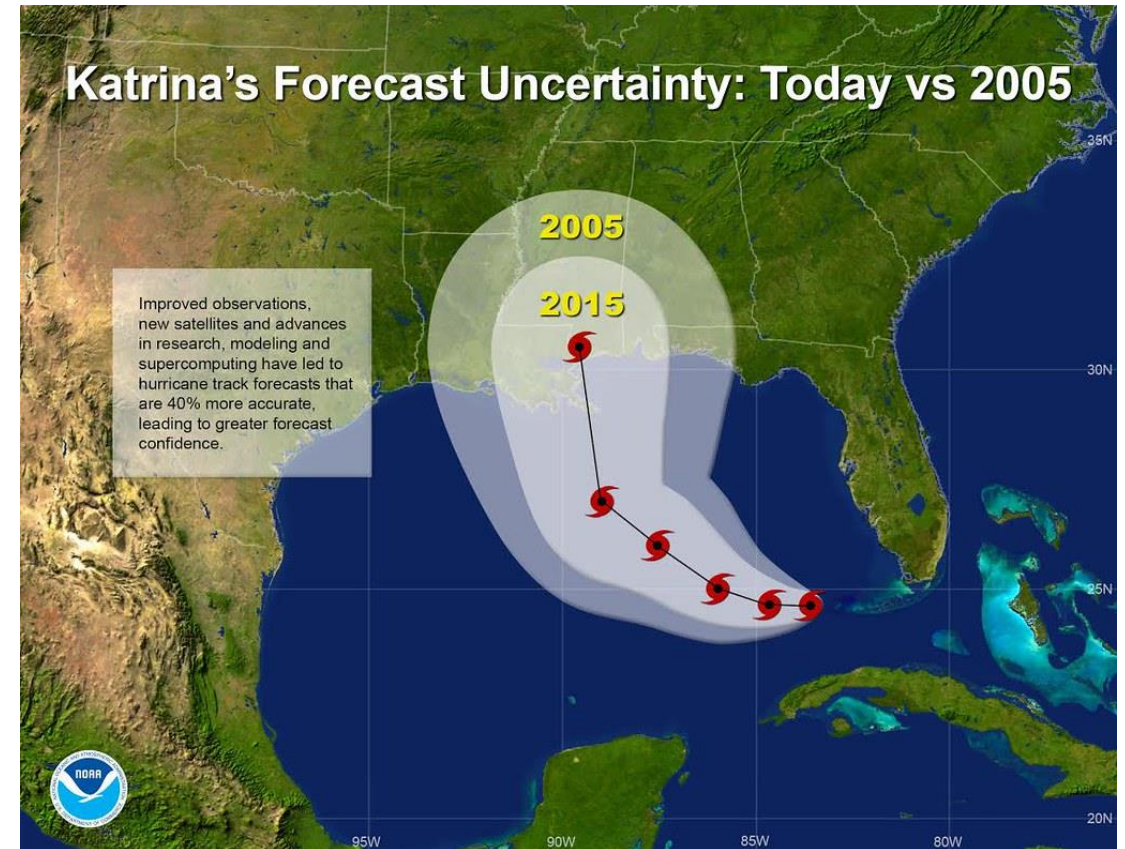 Katrina's Forecast Uncertainty: Today vs 2005
35N
2005
Improved observations,
new satellites and advances
in research, modeling and
supercomputing have led to
hurricane track forecasts that
are 40% more accurate,
leading to greater forecast
confidence.
2015
30N
25N
NOAA
20N
95W
90W
85W
80W